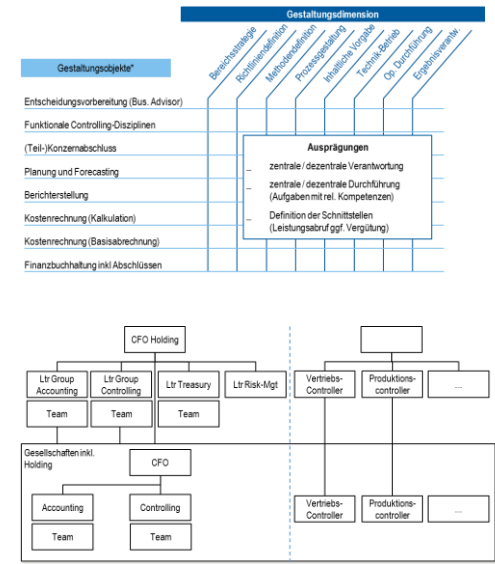 Gestaltungsdimension
Gestaltungsobjekte*
Bereichsstrategie
Richtliniendefinition
Methodendefinition
Prozessgestaltung
Inhaltliche Vorgabe
Technik-Betrieb
Op. Durchführung
Ergebnisverantw.
Entscheidungsvorbereitung (Bus. Advisor)
Funktionale Controlling-Disziplinen
(Teil-)Konzernabschluss
Planung und Forecasting
Berichterstellung
Kostenrechnung (Kalkulation)
Kostenrechnung (Basisabrechnung)
Finanzbuchhaltung inkl Abschlüssen
Ausprägungen
_ zentrale / dezentrale Verantwortung
_ zentrale / dezentrale Durchführung
(Aufgaben mit rel. Kompetenzen)
_ Definition der Schnittstellen
(Leistungsabruf ggf. Vergütung)
CFO Holding
Ltr Group
Accounting
Ltr Group
Controlling
Ltr Treasury
Ltr Risk-Mgt
Vertriebs-
Controller
Produktions-
controller
....
Team
Team
Team
Gesellschaften inkl.
Holding
CFO
Accounting
Controlling
Vertriebs-
Controller
Produktions-
controller
....
Team
Team